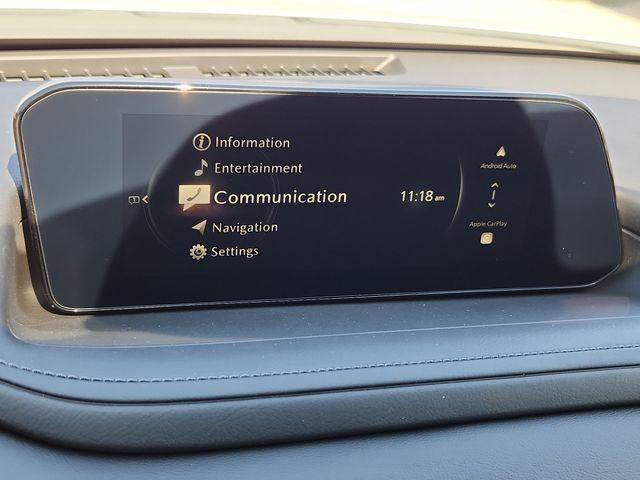 Information
Entertainment
Communication
Navigation
Settings
11:18 am
Android Auto
Apple CarPlay